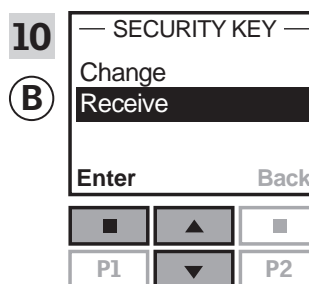 10
B
SECURITY KEY
Change
Receive
Enter Back
P1 P2